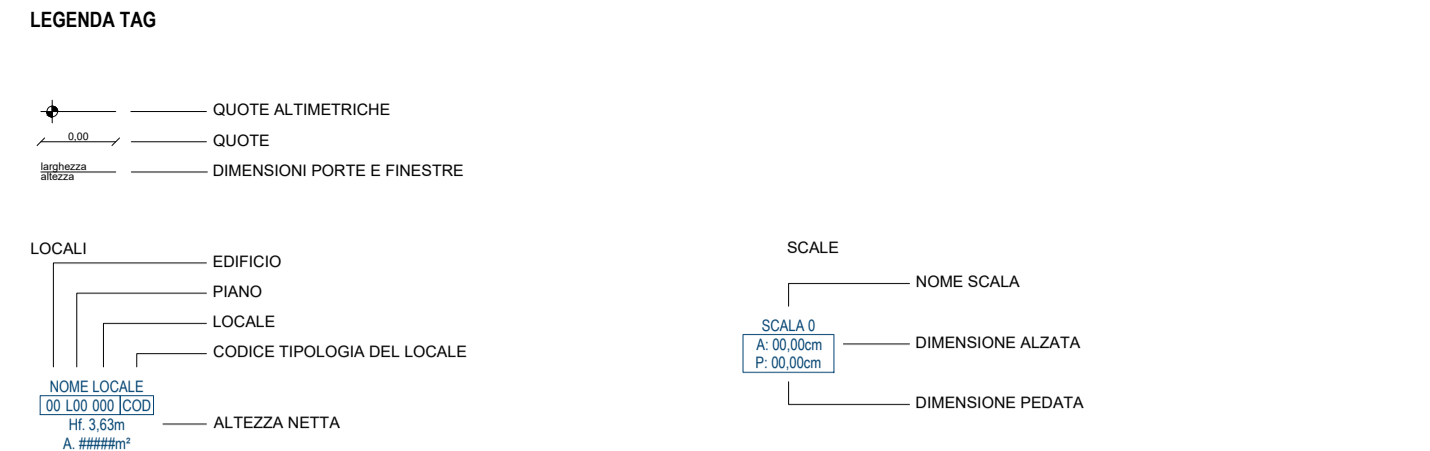 LEGENDA TAG
QUOTE ALTIMETRICHE
0,00
QUOTE
larghezza
altezza
DIMENSIONI PORTE E FINESTRE
LOCALI
EDIFICIO
PIANO
LOCALE
CODICE TIPOLOGIA DEL LOCALE
NOME LOCALE
00 L00 000 COD
Hf. 3,63m
A. #####m²
ALTEZZA NETTA
SCALE
NOME SCALA
SCALA 0
A: 00,00cm
P: 00,00cm
DIMENSIONE ALZATA
DIMENSIONE PEDATA